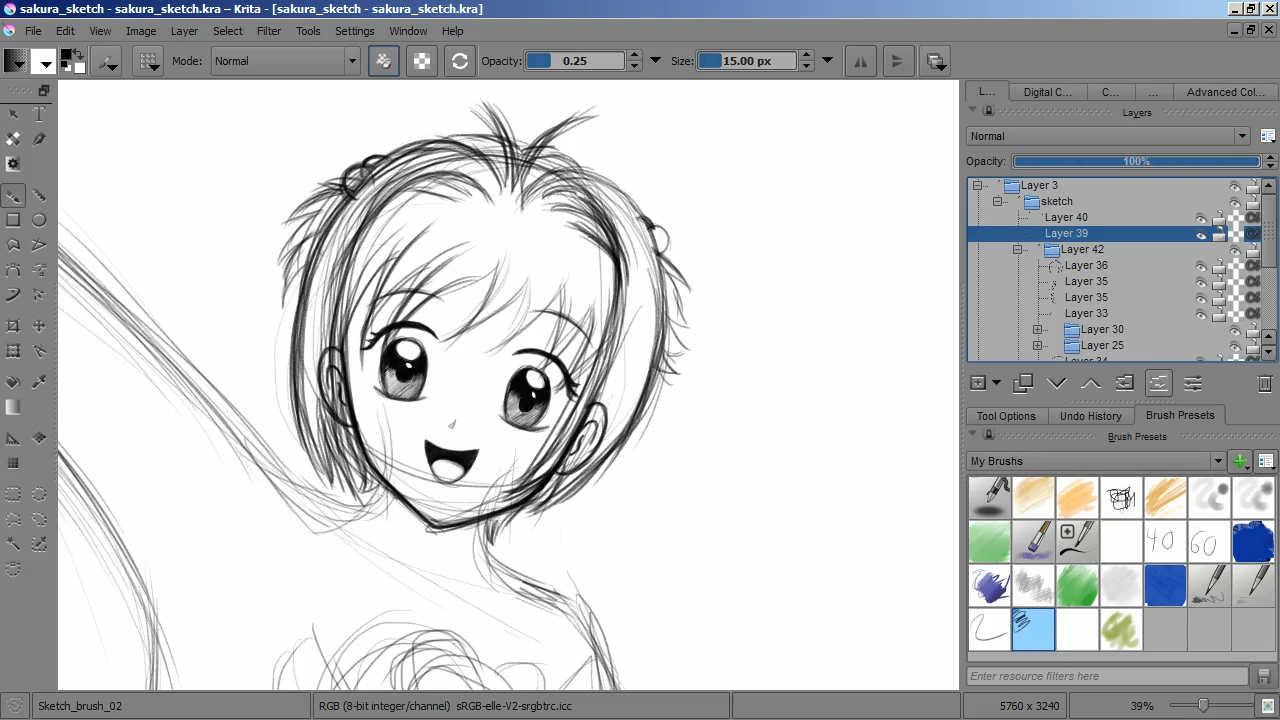 sakura_sketch - sakura_sketch.kra – Krita - [sakura_sketch - sakura_sketch.kra]
File Edit View Image Layer Select Filter Tools Settings Window Help
Mode: Normal Opacity: 0.25 Size: 15.00 px
L... Digital C... C... ... Advanced Col...
Layers
Normal
Opacity: 100%
Layer 3
sketch
Layer 40
Layer 39
Layer 42
Layer 36
Layer 35
Layer 35
Layer 33
Layer 30
Layer 25
Layer 34
Tool Options Undo History Brush Presets
Brush Presets
My Brushes
40 60
Enter resource filters here
Sketch_brush_02 RGB (8-bit integer/channel) sRGB-elle-V2-srgbtrc.icc 5760 x 3240 39%